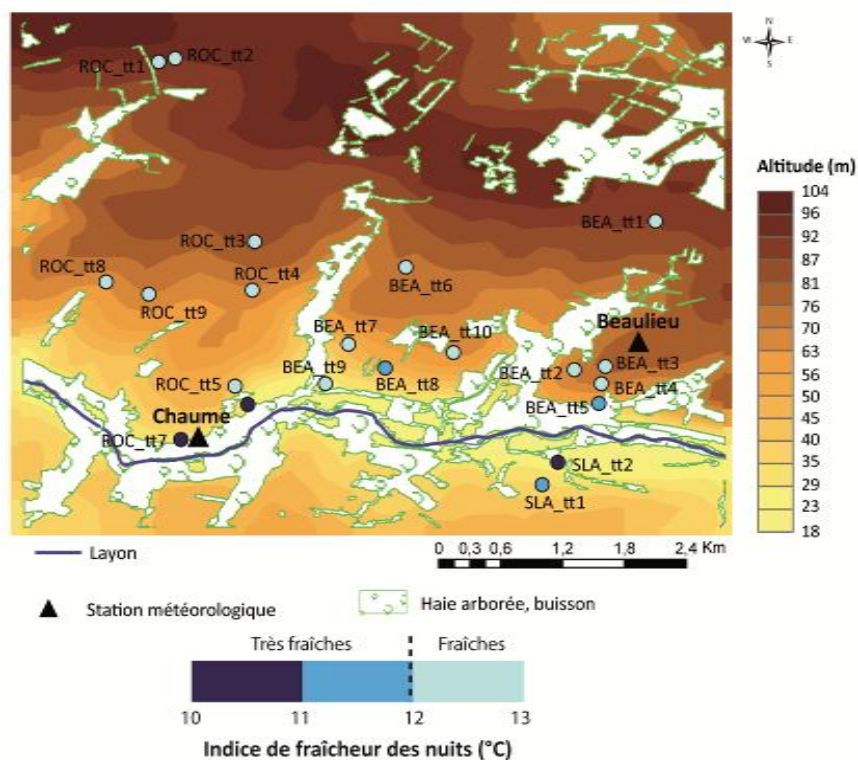 N
W E
S
ROC_tt1 ROC_tt2
Altitude (m)
104
96
92
87
81
76
70
63
56
50
45
40
35
29
23
18
BEA_tt1
ROC_tt3
ROC_tt8
ROC_tt4
BEA_tt6
ROC_tt9
BEA_tt7
BEA_tt10
Beaulieu
BEA_tt2
BEA_tt3
BEA_tt9
BEA_tt8
ROC_tt5
BEA_tt4
BEA_tt5
Chaume
ROC_tt7
SLA_tt2
SLA_tt1
Layon
0 0,3 0,6 1,2 1,8 2,4 Km
Station météorologique
Haie arborée, buisson
Très fraîches Fraîches
10 11 12 13
Indice de fraîcheur des nuits (°C)